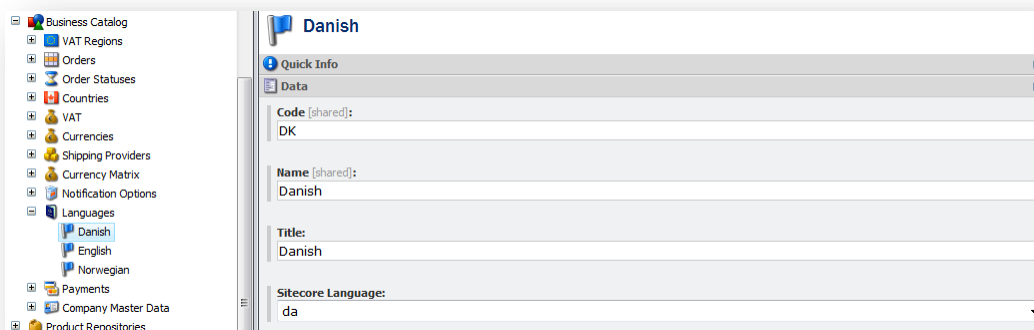 Business Catalog
VAT Regions
Orders
Order Statuses
Countries
VAT
Currencies
Shipping Providers
Currency Matrix
Notification Options
Languages
Danish
English
Norwegian
Payments
Company Master Data
Product Repositories
Danish
Quick Info
Data
Code [shared]:
DK
Name [shared]:
Danish
Title:
Danish
Sitecore Language:
da